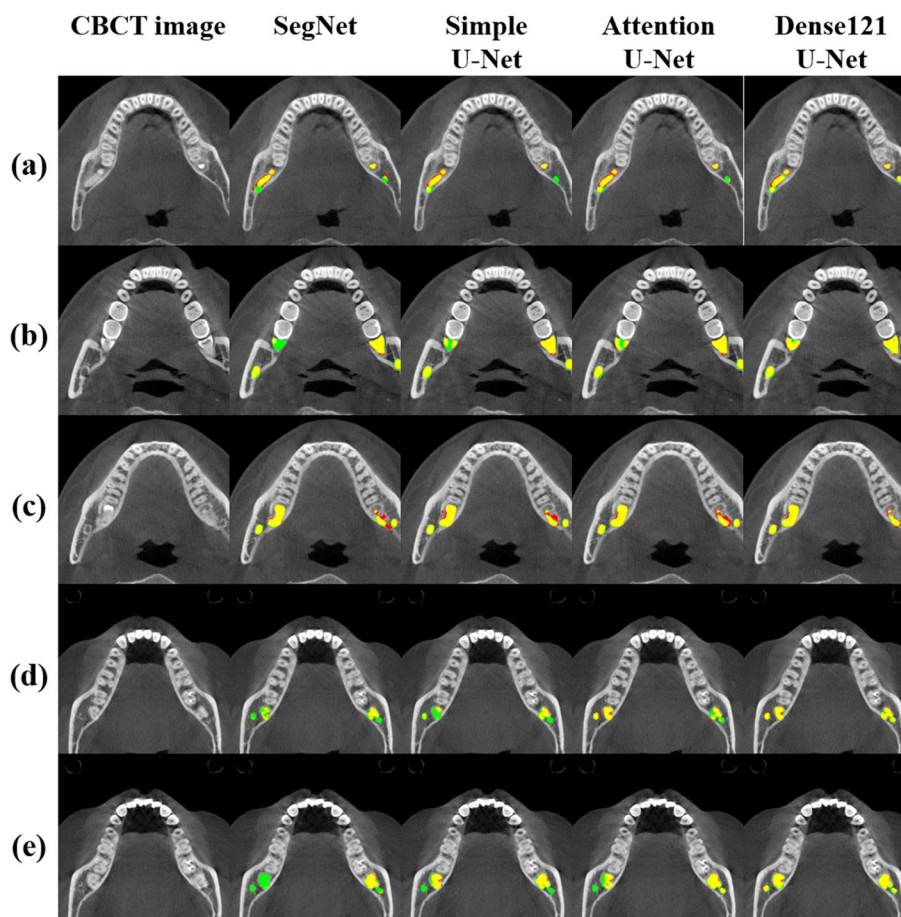 CBCT image SegNet Simple U-Net Attention U-Net Dense121 U-Net
(a)
(b)
(c)
(d)
(e)